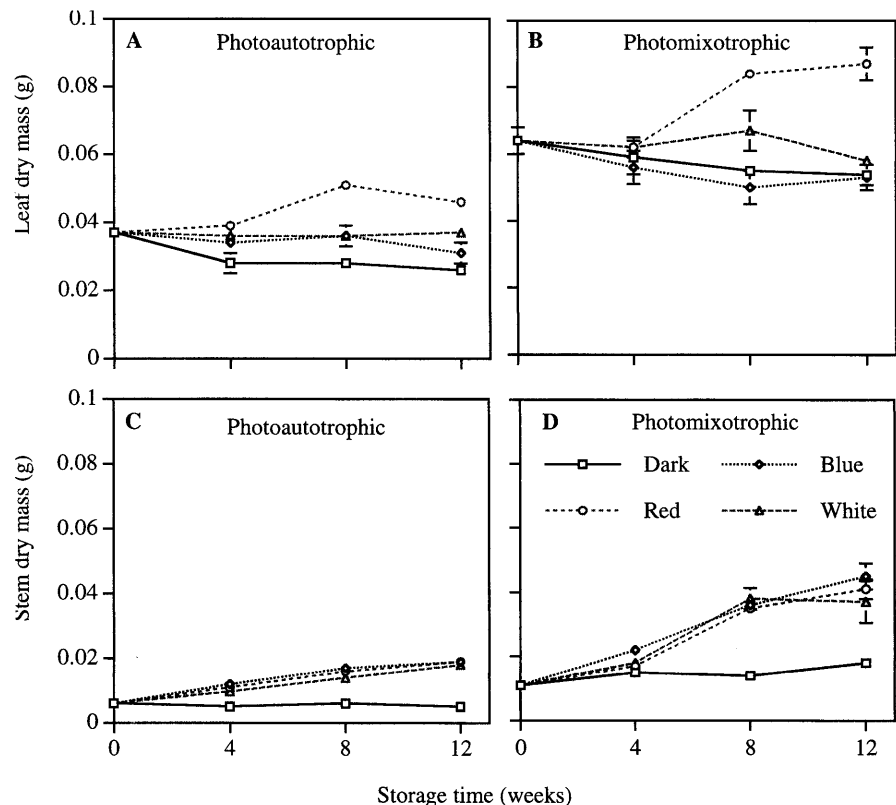 0.1
A
Photoautotrophic
B
Photomixotrophic
0.08
0.06
0.04
0.02
0
Leaf dry mass (g)
0.1
C
Photoautotrophic
D
Photomixotrophic
Dark
Blue
Red
White
0.08
0.06
0.04
0.02
0
Stem dry mass (g)
0
4
8
12
0
4
8
12
Storage time (weeks)